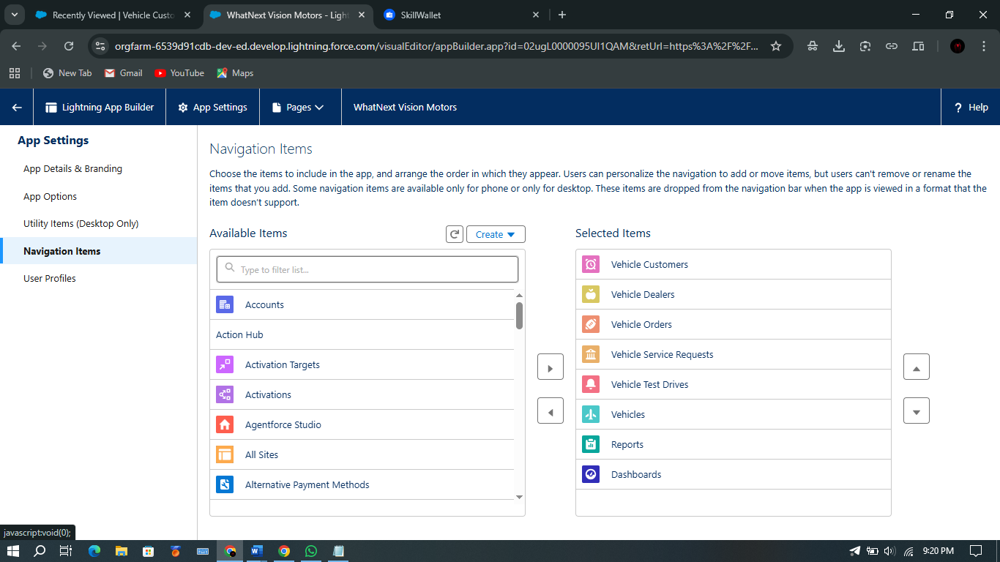 Recently Viewed | Vehicle Custo
WhatNext Vision Motors - Light
SkillWallet
orgfarm-6539d91cdb-dev-ed.develop.lightning.force.com/visualEditor/appBuilder.app?id=02ugL0000095UI1QAM&retUrl=https%3A%2F%2F...
New Tab
Gmail
YouTube
Maps
Lightning App Builder
App Settings
Pages
WhatNext Vision Motors
? Help
App Settings
App Details & Branding
App Options
Utility Items (Desktop Only)
Navigation Items
User Profiles
Navigation Items
Choose the items to include in the app, and arrange the order in which they appear. Users can personalize the navigation to add or move items, but users can't remove or rename the
items that you add. Some navigation items are available only for phone or only for desktop. These items are dropped from the navigation bar when the app is viewed in a format that the
item doesn't support.
Available Items
Create
Type to filter list...
Accounts
Action Hub
Activation Targets
Activations
Agentforce Studio
All Sites
Alternative Payment Methods
Selected Items
Vehicle Customers
Vehicle Dealers
Vehicle Orders
Vehicle Service Requests
Vehicle Test Drives
Vehicles
Reports
Dashboards
javascript:void(0);
9:20 PM